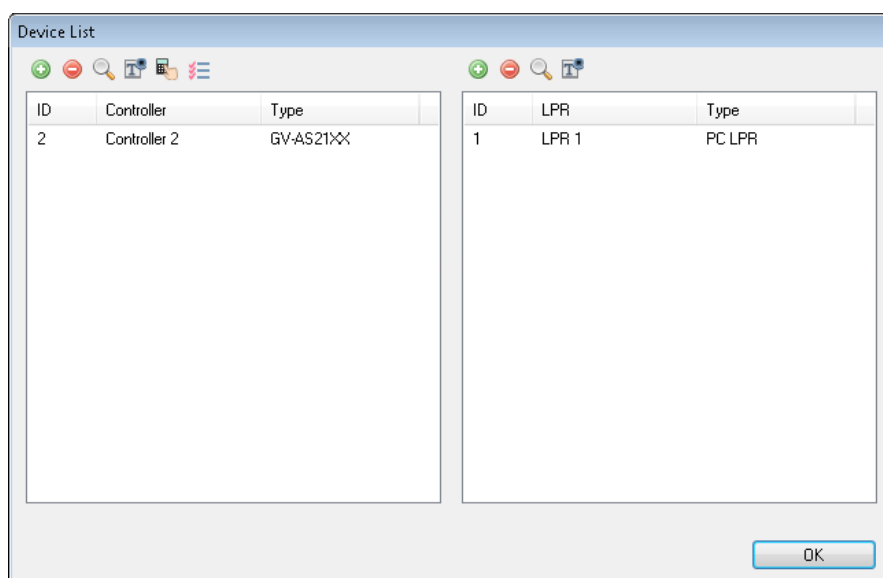 Device List
ID Controller Type
2 Controller 2 GV-AS21XX
ID LPR Type
1 LPR 1 PC LPR
OK